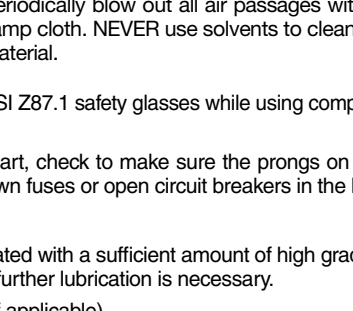 eriodically blow out all air passages wit
amp cloth. NEVER use solvents to clean
aterial.
SI Z87.1 safety glasses while using comp
art, check to make sure the prongs on
wn fuses or open circuit breakers in the
ated with a sufficient amount of high grad
further lubrication is necessary.
f applicable)